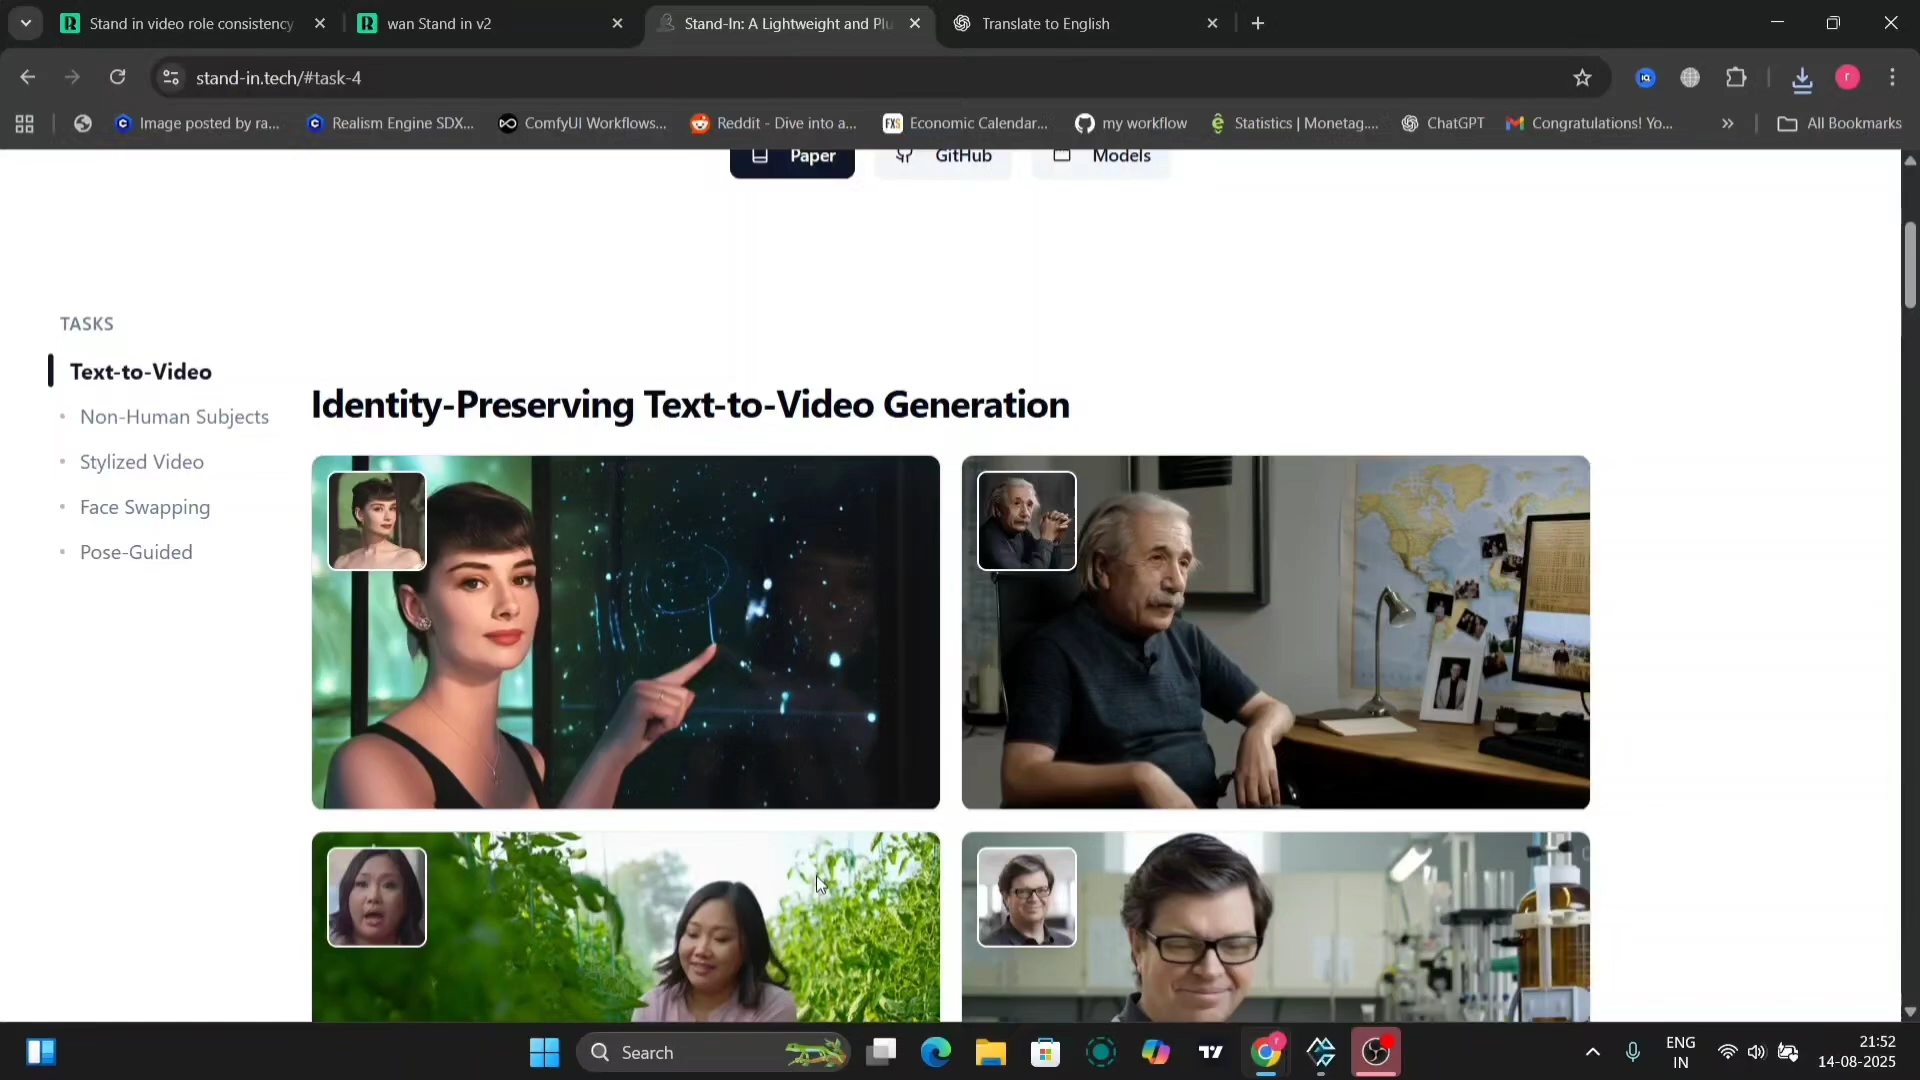 Stand in video role consistency
wan Stand in v2
Stand-In: A Lightweight and Plu
Translate to English
stand-in.tech/#task-4
r
Image posted by ra...
Realism Engine SDX...
ComfyUI Workflows...
Reddit - Dive into a...
FXS
Economic Calendar...
my workflow
Statistics | Monetag....
ChatGPT
Congratulations! Yo...
All Bookmarks
Paper
GitHub
Models
TASKS
Text-to-Video
Non-Human Subjects
Stylized Video
Face Swapping
Pose-Guided
Identity-Preserving Text-to-Video Generation
Search
ENG
IN
21:52
14-08-2025